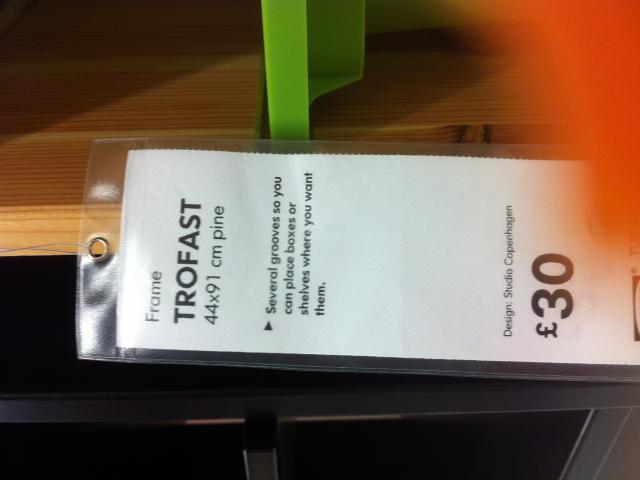 Frame
TROFAST
44x91 cm pine
▶ Several grooves so you
can place boxes or
shelves where you want
them.
Design: Studio Copenhagen
£30